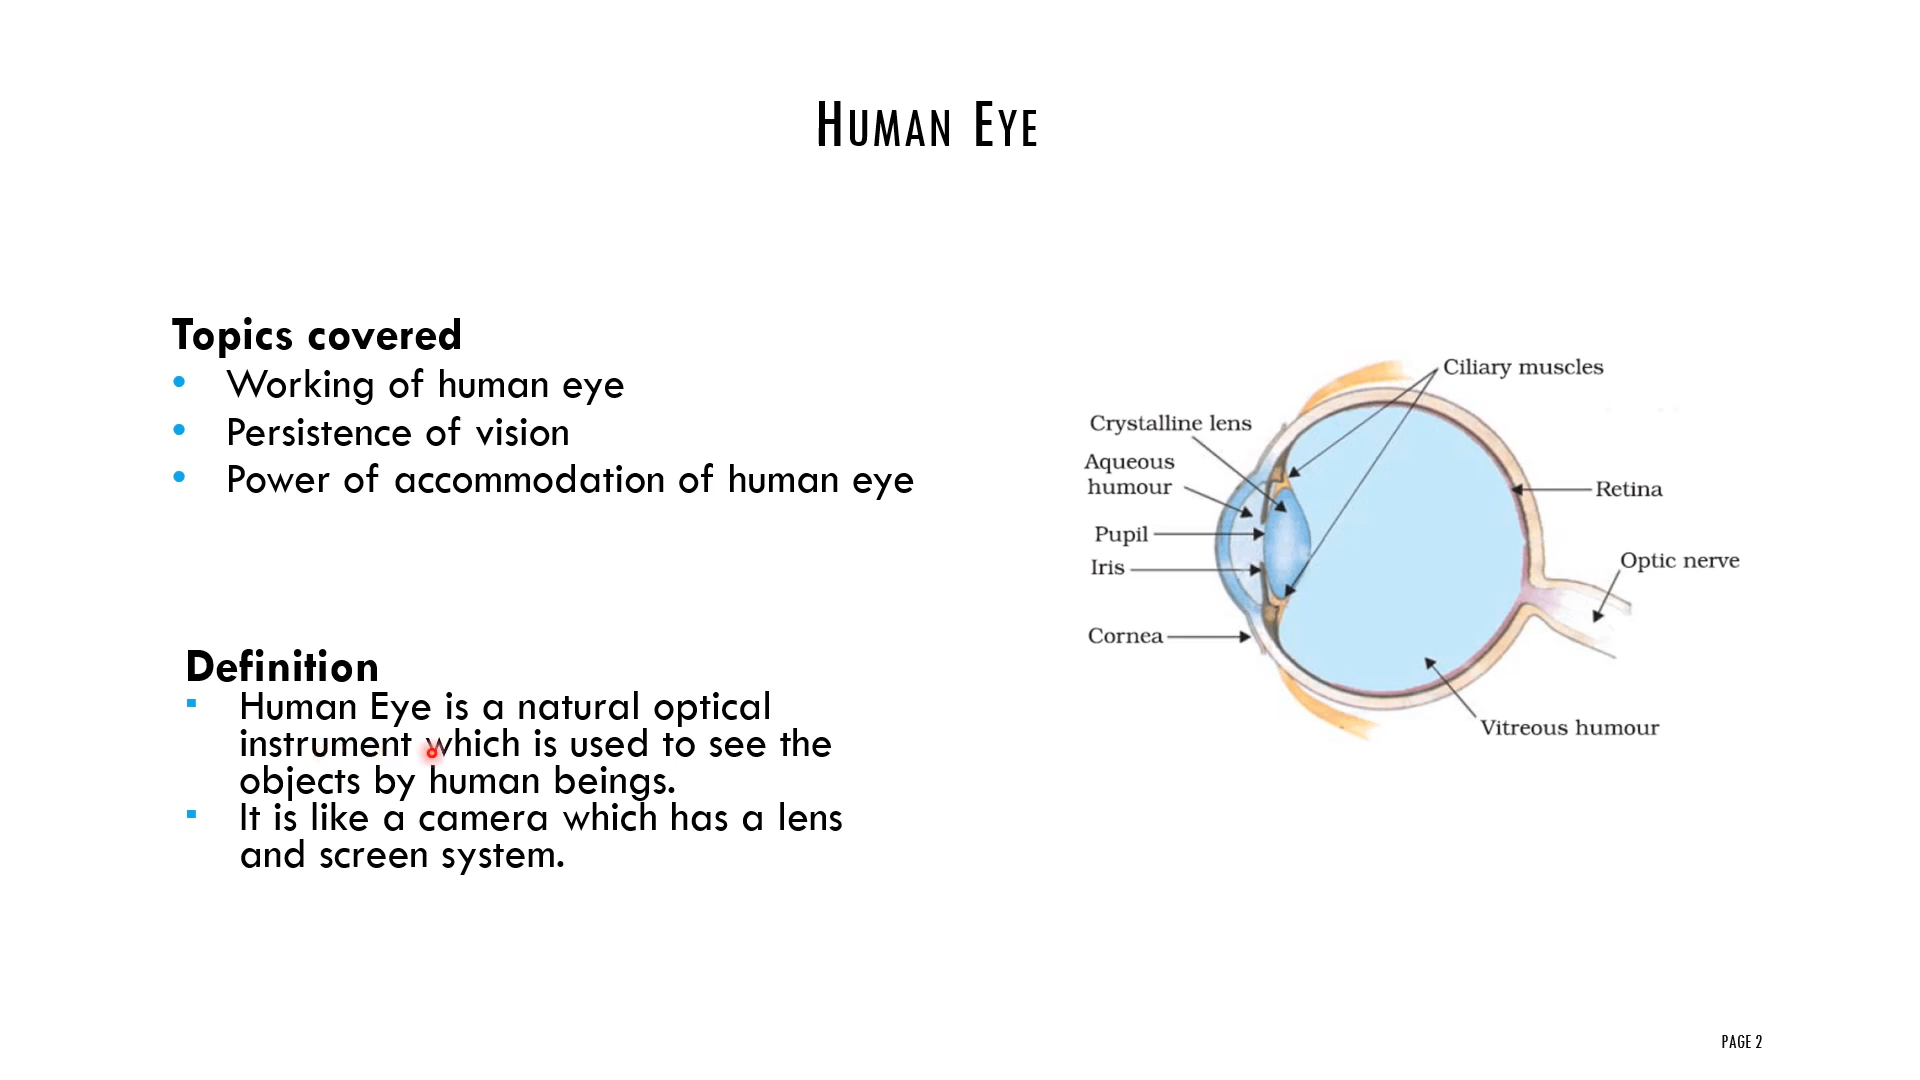 Human Eye
Topics covered
• Working of human eye
• Persistence of vision
• Power of accommodation of human eye
Definition
▪ Human Eye is a natural optical
instrument which is used to see the
objects by human beings.
▪ It is like a camera which has a lens
and screen system.
Ciliary muscles
Crystalline lens
Aqueous
humour
Pupil
Iris
Cornea
Retina
Optic nerve
Vitreous humour
PAGE 2